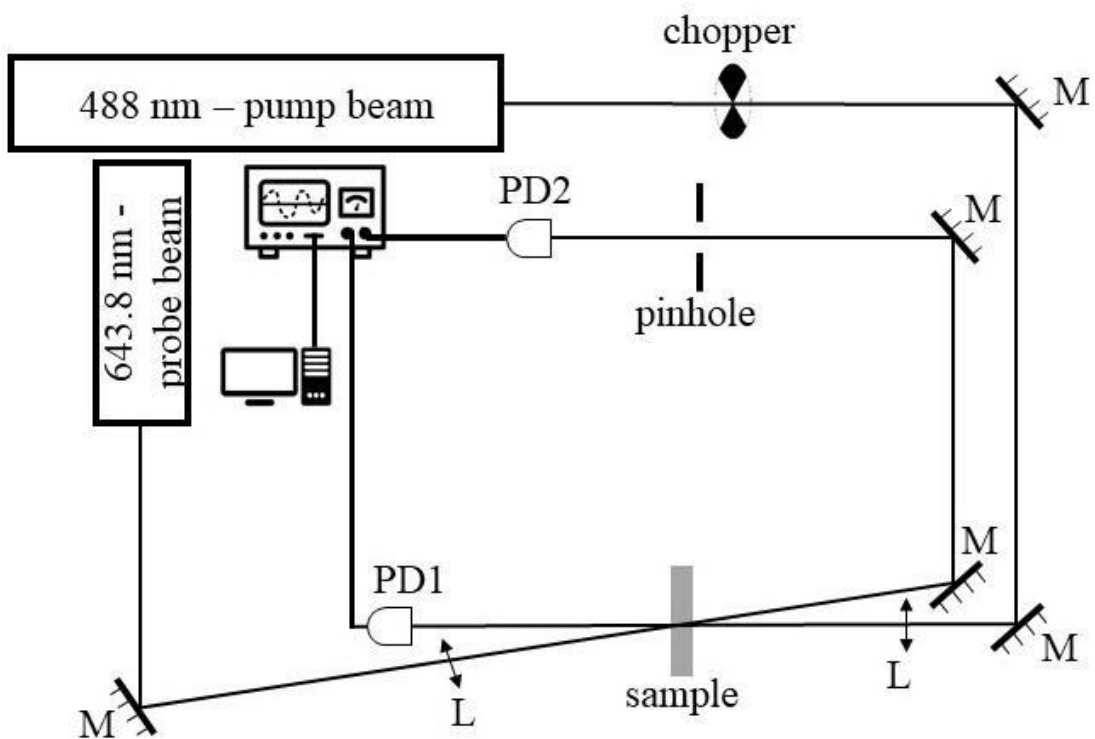 chopper
488 nm – pump beam
M
643.8 nm -
probe beam
PD2
M
pinhole
PD1
M
L
sample
L
M
M